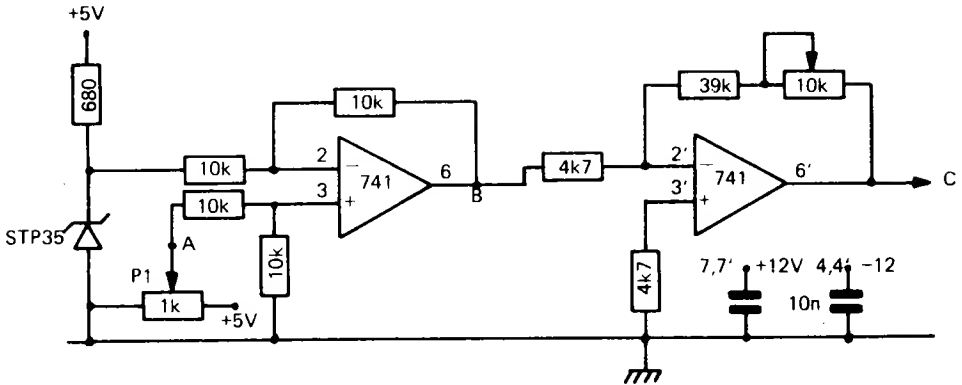 +5V
680
10k
39k
10k
2
−
10k
741
6
B
4k7
2'
−
741
6'
C
3
+
3'
+
10k
A
STP35
10k
P1
1k
+5V
4k7
7,7' +12V
4,4' −12
10n